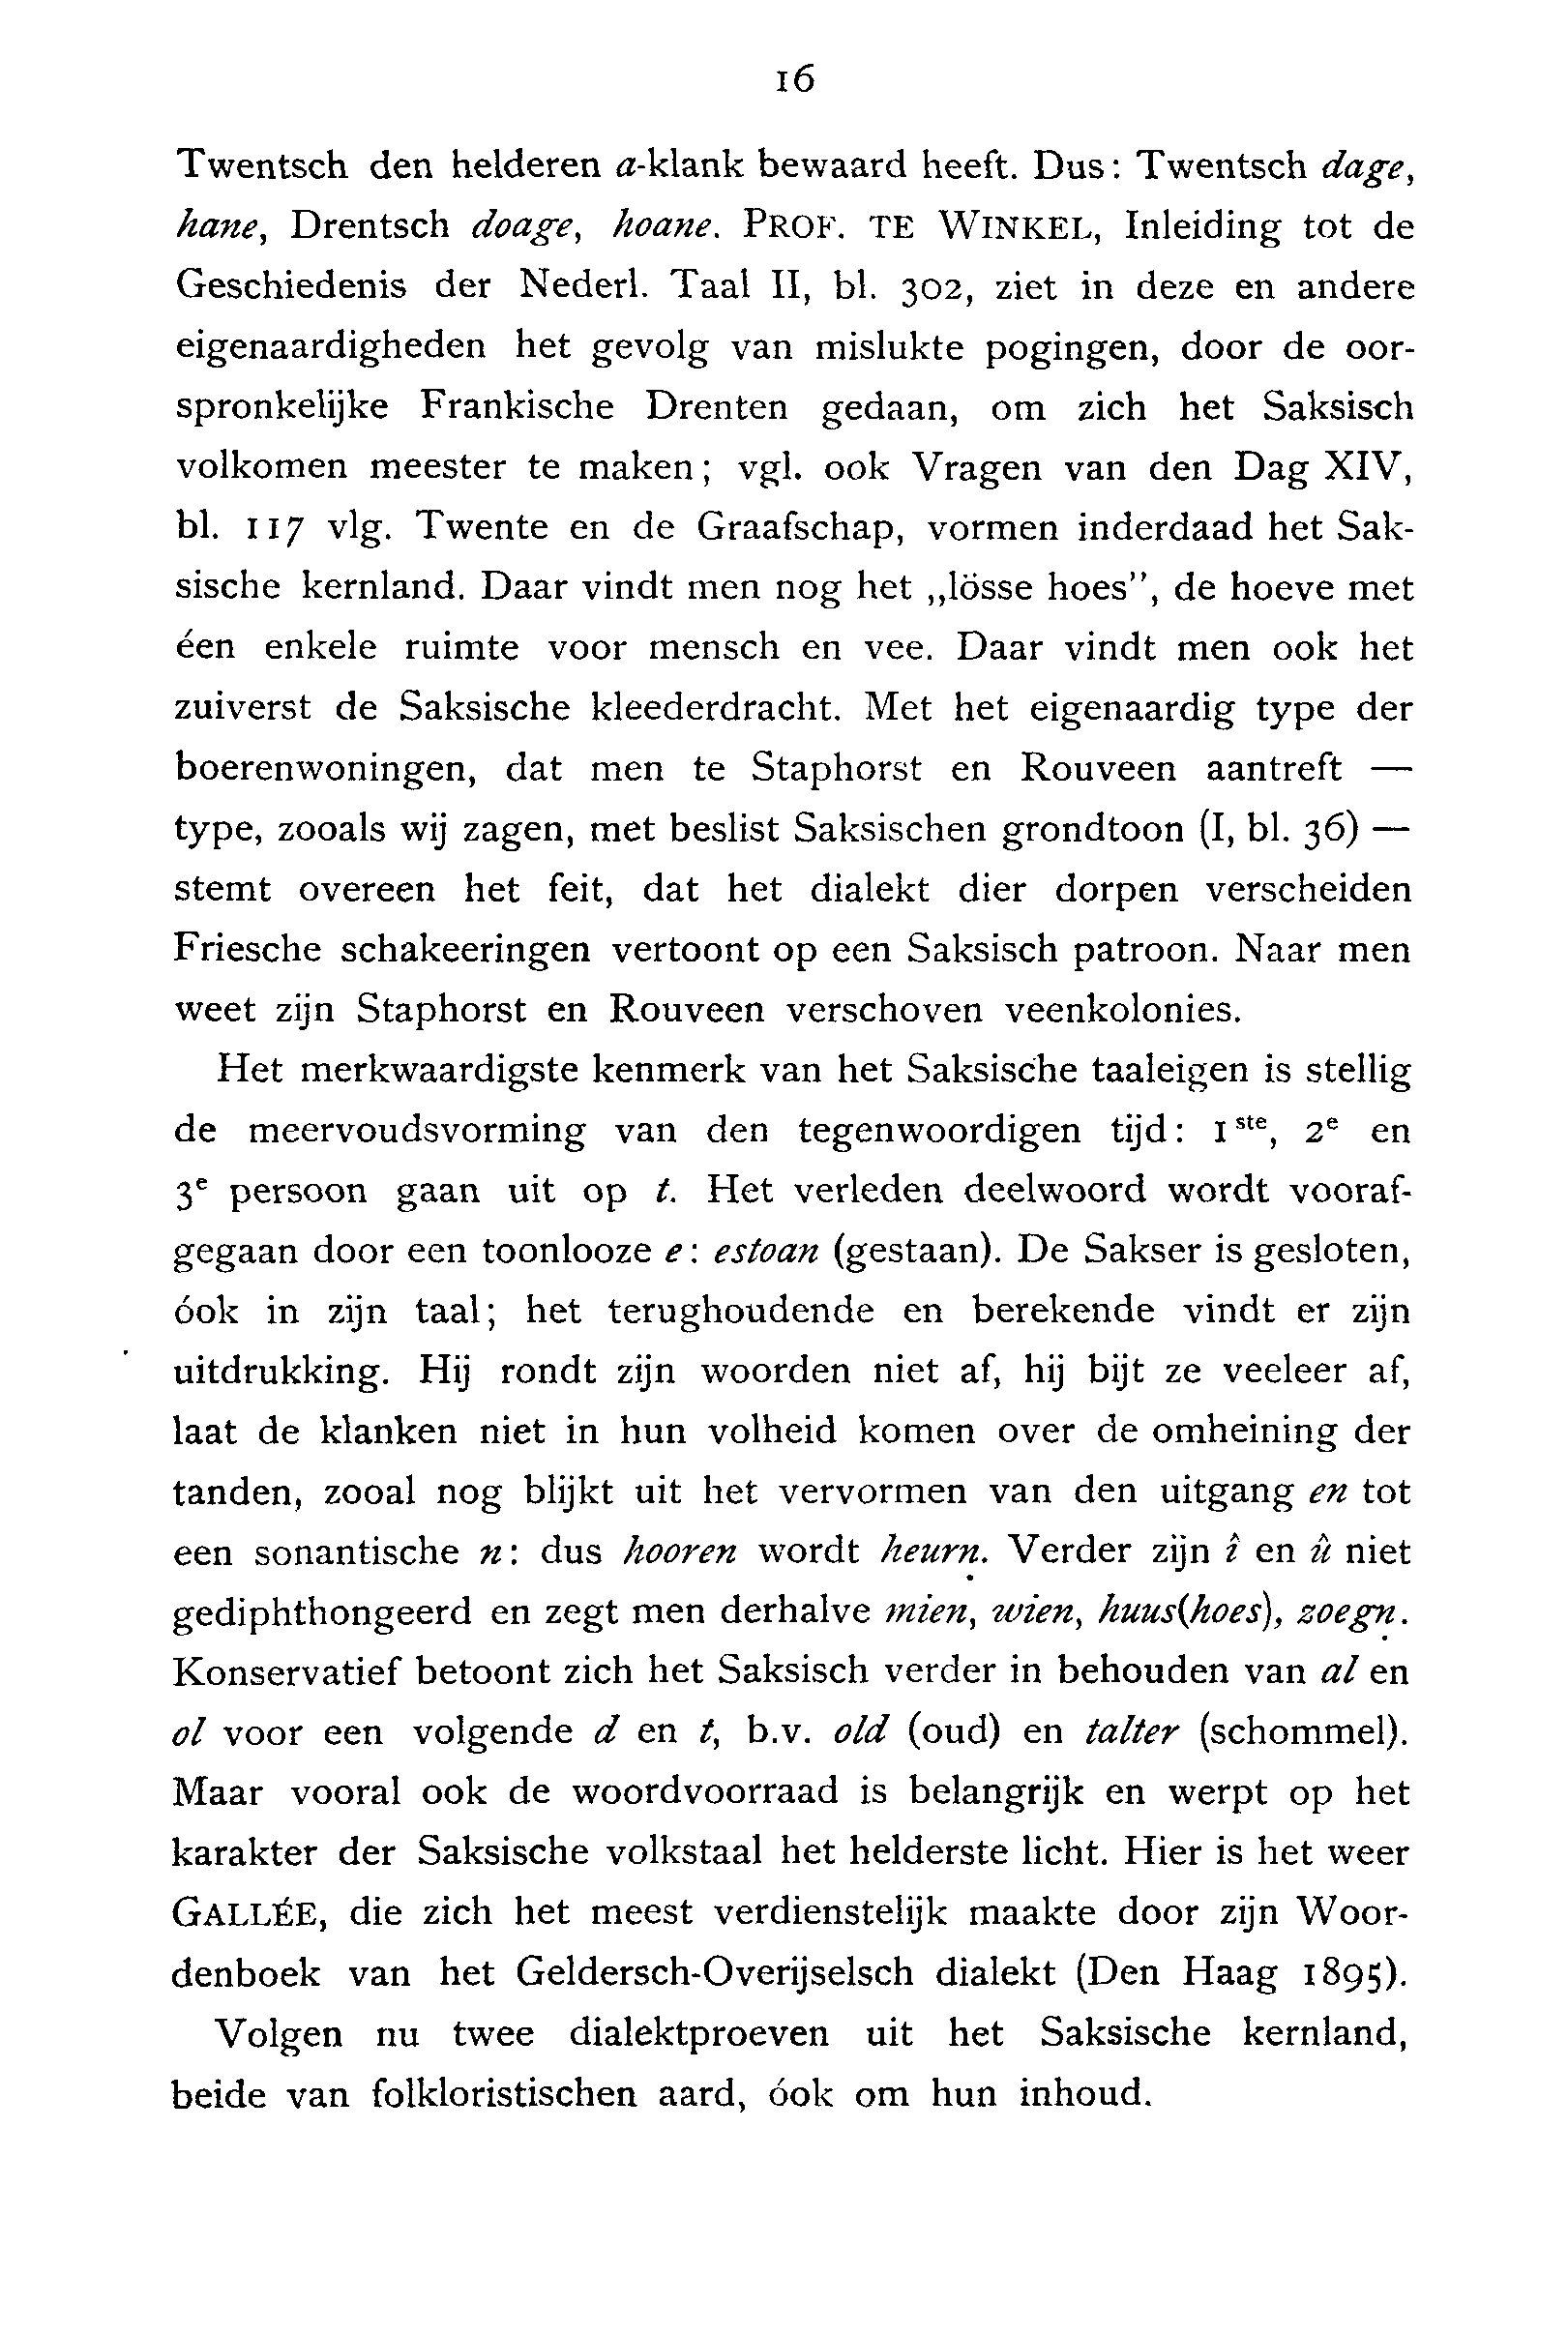 16
Twentsch den helderen a-klank bewaard heeft. Dus: Twentsch dage,
hane, Drentsch doage, hoane. PROF. TE WINKEL, Inleiding tot de
Geschiedenis der Nederl. Taal II, bl. 302, ziet in deze en andere
eigenaardigheden het gevolg van mislukte pogingen, door de oor-
spronkelijke Frankische Drenten gedaan, om zich het Saksisch
volkomen meester te maken; vgl. ook Vragen van den Dag XIV,
bl. 117 vlg. Twente en de Graafschap, vormen inderdaad het Sak-
sische kernland. Daar vindt men nog het „lösse hoes”, de hoeve met
éen enkele ruimte voor mensch en vee. Daar vindt men ook het
zuiverst de Saksische kleederdracht. Met het eigenaardig type der
boerenwoningen, dat men te Staphorst en Rouveen aantreft —
type, zooals wij zagen, met beslist Saksischen grondtoon (I, bl. 36) —
stemt overeen het feit, dat het dialekt dier dorpen verscheiden
Friesche schakeeringen vertoont op een Saksisch patroon. Naar men
weet zijn Staphorst en Rouveen verschoven veenkolonies.
Het merkwaardigste kenmerk van het Saksische taaleigen is stellig
de meervoudsvorming van den tegenwoordigen tijd: 1ste, 2e en
3e persoon gaan uit op t. Het verleden deelwoord wordt vooraf-
gegaan door een toonlooze e: estoan (gestaan). De Sakser is gesloten,
óok in zijn taal; het terughoudende en berekende vindt er zijn
uitdrukking. Hij rondt zijn woorden niet af, hij bijt ze veeleer af,
laat de klanken niet in hun volheid komen over de omheining der
tanden, zooal nog blijkt uit het vervormen van den uitgang en tot
een sonantische n: dus hooren wordt heurṇ. Verder zijn î en û niet
gediphthongeerd en zegt men derhalve mien, wien, huus(hoes), zoegṇ.
Konservatief betoont zich het Saksisch verder in behouden van al en
ol voor een volgende d en t, b.v. old (oud) en talter (schommel).
Maar vooral ook de woordvoorraad is belangrijk en werpt op het
karakter der Saksische volkstaal het helderste licht. Hier is het weer
GALLÉE, die zich het meest verdienstelijk maakte door zijn Woor-
denboek van het Geldersch-Overijselsch dialekt (Den Haag 1895).
Volgen nu twee dialektproeven uit het Saksische kernland,
beide van folkloristischen aard, óok om hun inhoud.